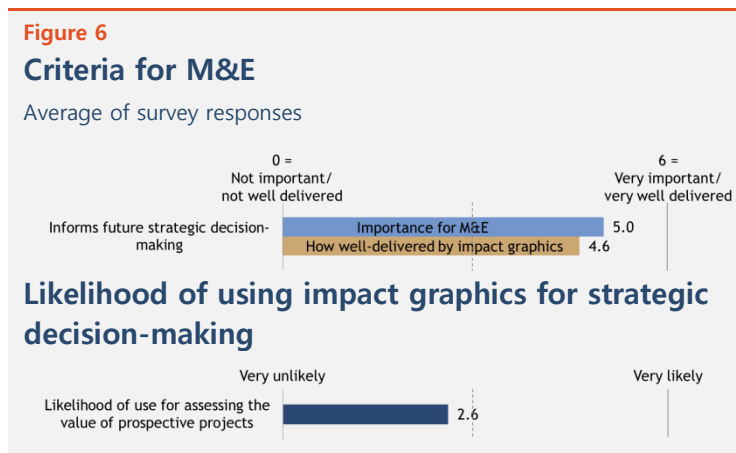 Figure 6
Criteria for M&E
Average of survey responses
0 =
Not important/
not well delivered
6 =
Very important/
very well delivered
Informs future strategic decision-
making
Importance for M&E
5.0
How well-delivered by impact graphics
4.6
Likelihood of using impact graphics for strategic
decision-making
Very unlikely
Very likely
Likelihood of use for assessing the
value of prospective projects
2.6